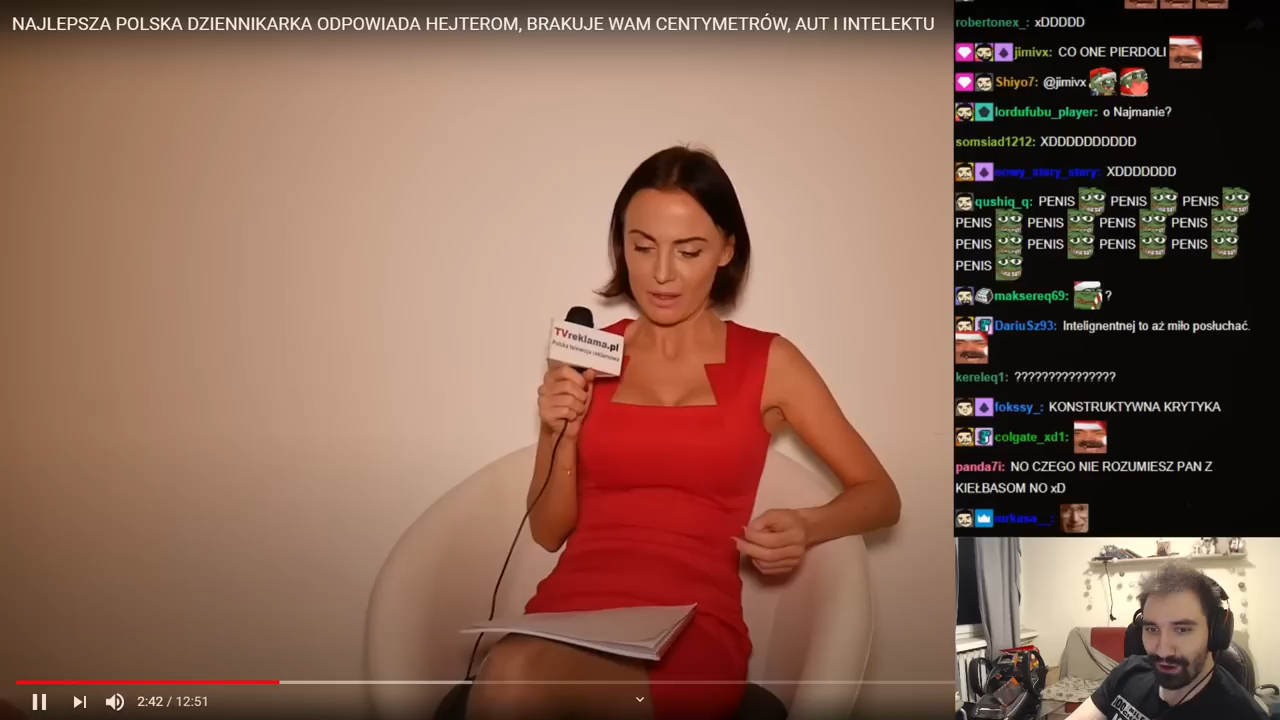 NAJLEPSZA POLSKA DZIENNIKARKA ODPOWIADA HEJTEROM, BRAKUJE WAM CENTYMETRÓW, AUT I INTELEKTU
TVreklama.pl
Polska telewizja reklamowa
2:42 / 12:51
robertonex_: xDDDDD
jimivx: CO ONE PIERDOLI
Shiyo7: @jimivx
lordufubu_player: o Najmanie?
somsiad1212: XDDDDDDDDDD
nowy_stary_stary: XDDDDDDD
qushiq_q: PENIS PENIS PENIS
PENIS PENIS PENIS PENIS
PENIS PENIS PENIS PENIS
PENIS
maksereq69: ?
DariuSz93: Intelignentnej to aż miło posłuchać.
kereleq1: ???????????????
fokssy_: KONSTRUKTYWNA KRYTYKA
colgate_xd1:
panda7i: NO CZEGO NIE ROZUMIESZ PAN Z
KIEŁBASOM NO xD
mrkasa__: